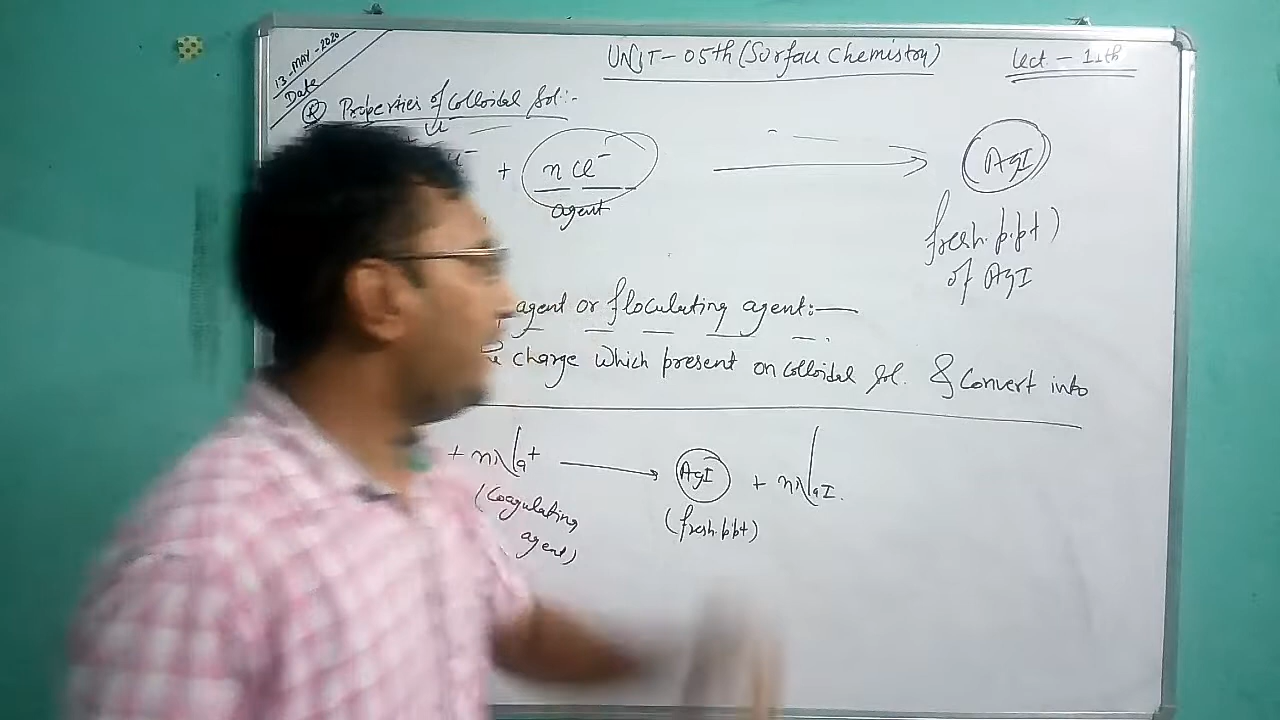 13-MAY-2020
Date
UNIT-05th (Surface Chemistry)
Lect. - 11th
(R) Properties of Colloidal Sol:-
+ n Cl⁻ ⟶ AgI
agent
fresh. p.pt)
of AgI
agent or floculating agent:—
charge which present on colloidal Sol. & Convert into
+ nNa⁺ ⟶ AgI + nNaI.
(Coagulating
agent)
(fresh. ppt)